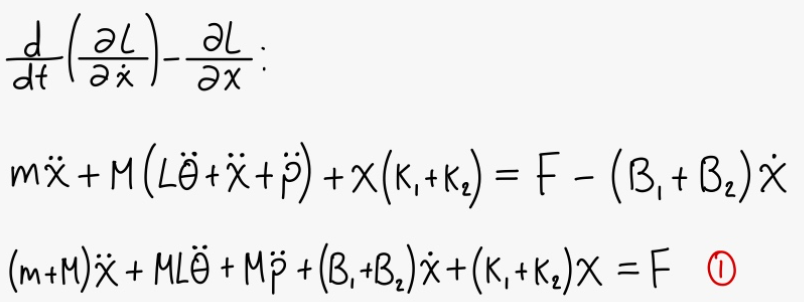 d/dt (∂L/∂ẋ) − ∂L/∂x :
mẍ + M(Lθ̈ + ẍ + p̈) + x(K₁+K₂) = F − (B₁ + B₂)ẋ
(m+M)ẍ + MLθ̈ + Mp̈ + (B₁+B₂)ẋ + (K₁+K₂)x = F ①